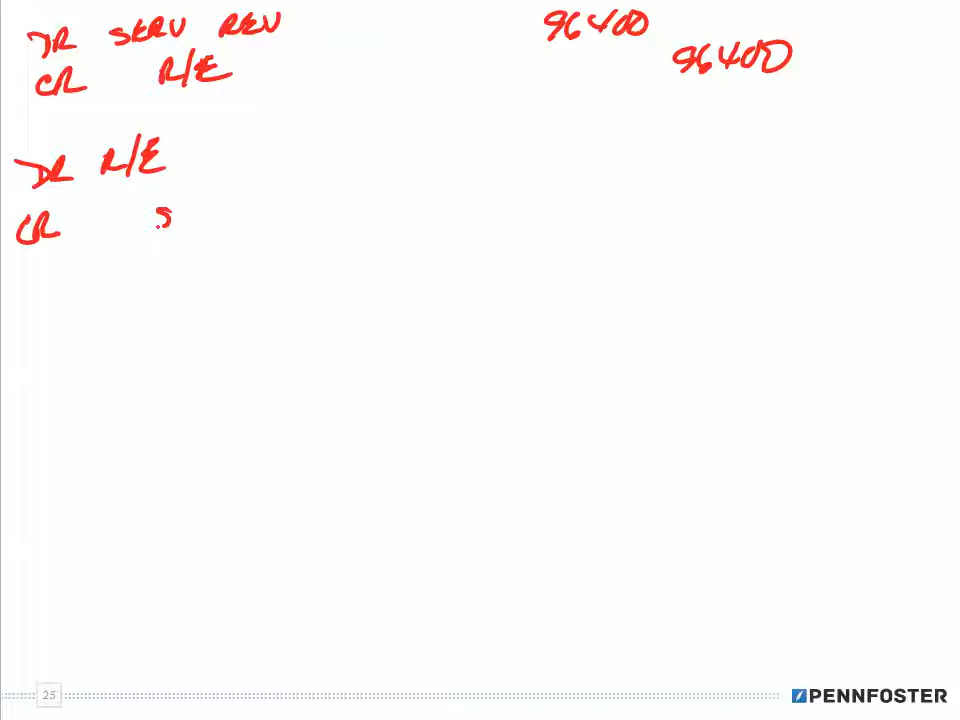 DR SERV REV 96400
CR R/E 96400
DR R/E
CR S
25 PENNFOSTER